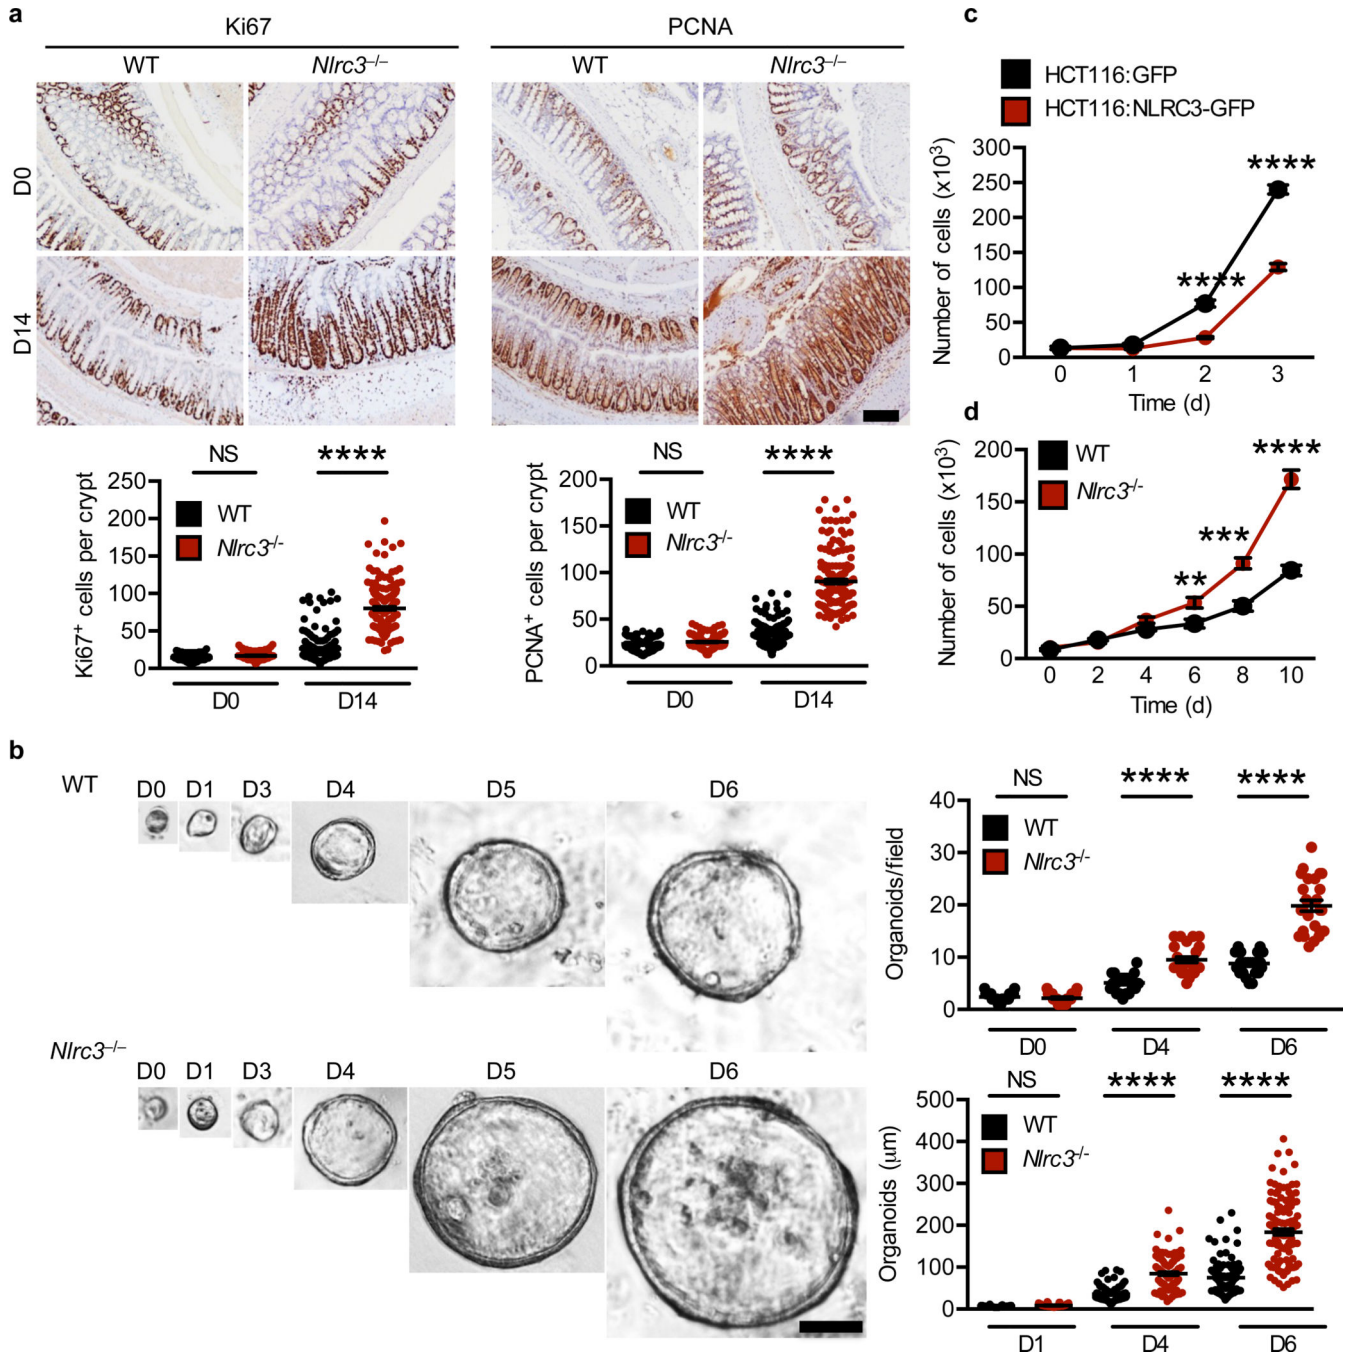 a
Ki67
PCNA
WT
Nlrc3–/–
WT
Nlrc3–/–
D0
D14
NS
****
Ki67+ cells per crypt
250
200
150
100
50
0
WT
Nlrc3-/-
D0
D14
NS
****
PCNA+ cells per crypt
200
150
100
50
0
WT
Nlrc3-/-
D0
D14
c
HCT116:GFP
HCT116:NLRC3-GFP
Number of cells (x10³)
300
250
200
150
100
50
0
****
****
0 1 2 3
Time (d)
d
WT
Nlrc3-/-
Number of cells (x10³)
200
150
100
50
0
**
***
****
0 2 4 6 8 10
Time (d)
b
WT
D0 D1 D3 D4 D5 D6
Nlrc3–/–
D0 D1 D3 D4 D5 D6
NS
****
****
Organoids/field
40
30
20
10
0
WT
Nlrc3-/-
D0
D4
D6
NS
****
****
Organoids (μm)
500
400
300
200
100
0
WT
Nlrc3-/-
D1
D4
D6